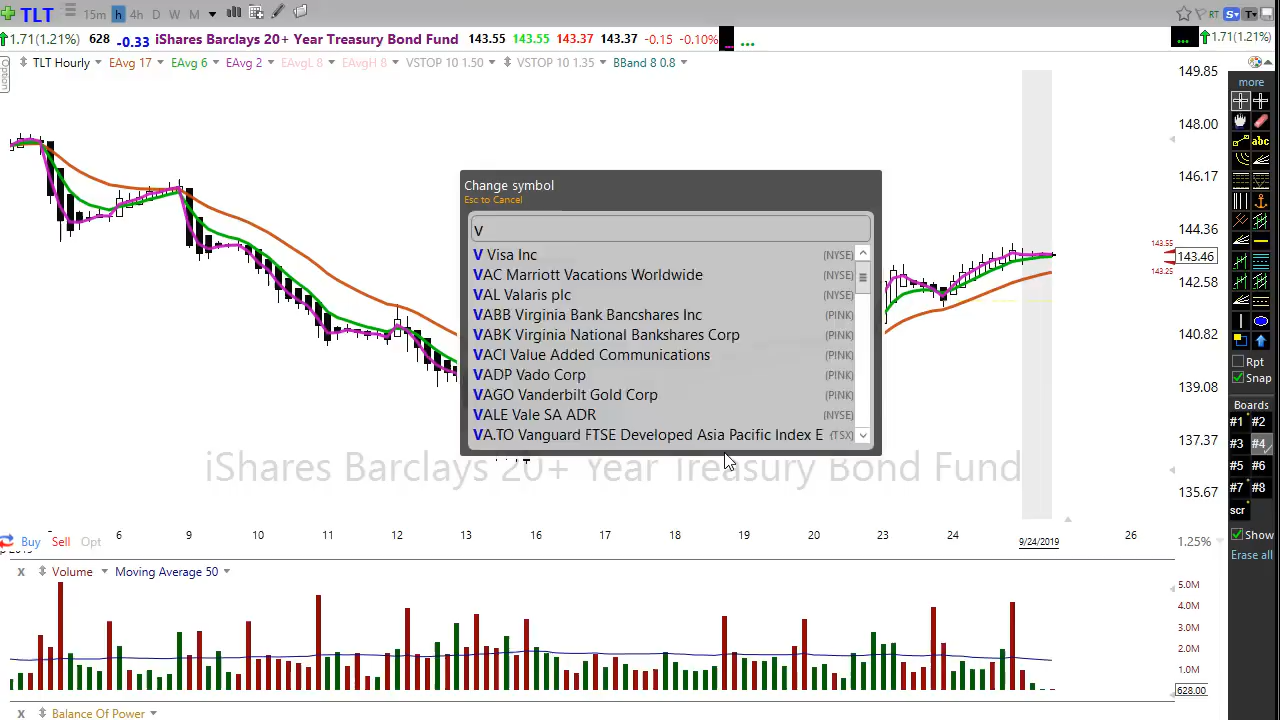 TLT 15m h 4h D W M RT S T
1.71(1.21%) 628 -0.33 iShares Barclays 20+ Year Treasury Bond Fund 143.55 143.55 143.37 143.37 -0.15 -0.10% ... ... ... 1.71(1.21%)
Option
TLT Hourly EAvg 17 EAvg 6 EAvg 2 EAvgL 8 EAvgH 8 VSTOP 10 1.50 VSTOP 10 1.35 BBand 8 0.8
149.85
148.00
146.17
144.36
143.55
143.46
143.25
142.58
140.82
139.08
137.37
135.67
Change symbol
Esc to Cancel
v
V Visa Inc (NYSE)
VAC Marriott Vacations Worldwide (NYSE)
VAL Valaris plc (NYSE)
VABB Virginia Bank Bancshares Inc (PINK)
VABK Virginia National Bankshares Corp (PINK)
VACI Value Added Communications (PINK)
VADP Vado Corp (PINK)
VAGO Vanderbilt Gold Corp (PINK)
VALE Vale SA ADR (NYSE)
VA.TO Vanguard FTSE Developed Asia Pacific Index E (TSX)
iShares Barclays 20+ Year Treasury Bond Fund
6 9 10 11 12 13 16 17 18 19 20 23 24 26
9/24/2019
1.25%
Buy Sell Opt
X Volume Moving Average 50
5.0M
4.0M
3.0M
2.0M
1.0M
628.00
X Balance Of Power
more
abc
Rpt
Snap
Boards
#1 #2
#3 #4
#5 #6
#7 #8
scr
Show
Erase all